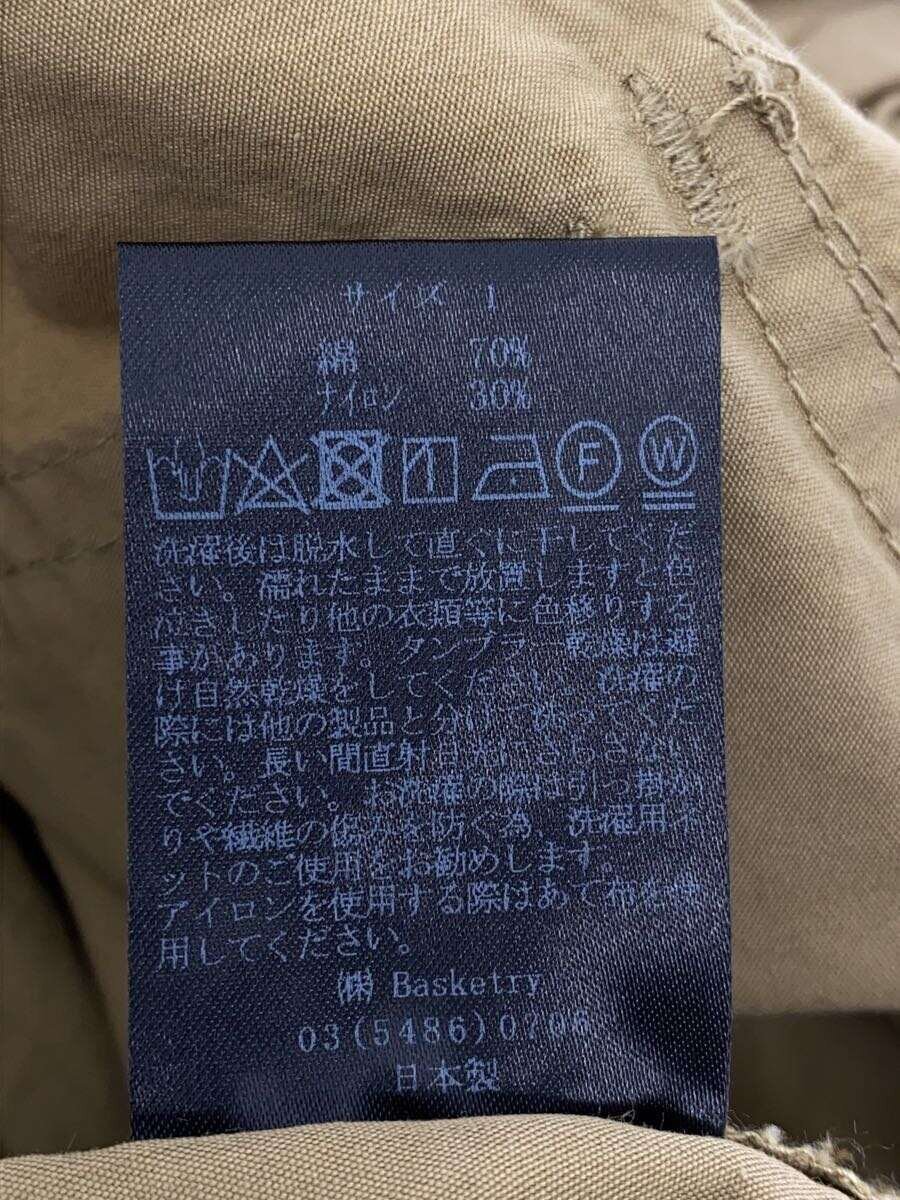 サイズ 1
綿 70%
ナイロン 30%
F W
洗濯後は脱水して直ぐに干してくだ
さい。濡れたままで放置しますと色
泣きしたり他の衣類等に色移りする
事があります。タンブラー乾燥は避
け自然乾燥をしてください。洗濯の
際には他の製品と分けて洗ってくだ
さい。長い間直射日光にさらさない
でください。お洗濯の際に引っ掛か
りや繊維の傷みを防ぐ為、洗濯用ネ
ットのご使用をお勧めします。
アイロンを使用する際はあて布を使
用してください。
㈱ Basketry
03(5486)0706
日本製